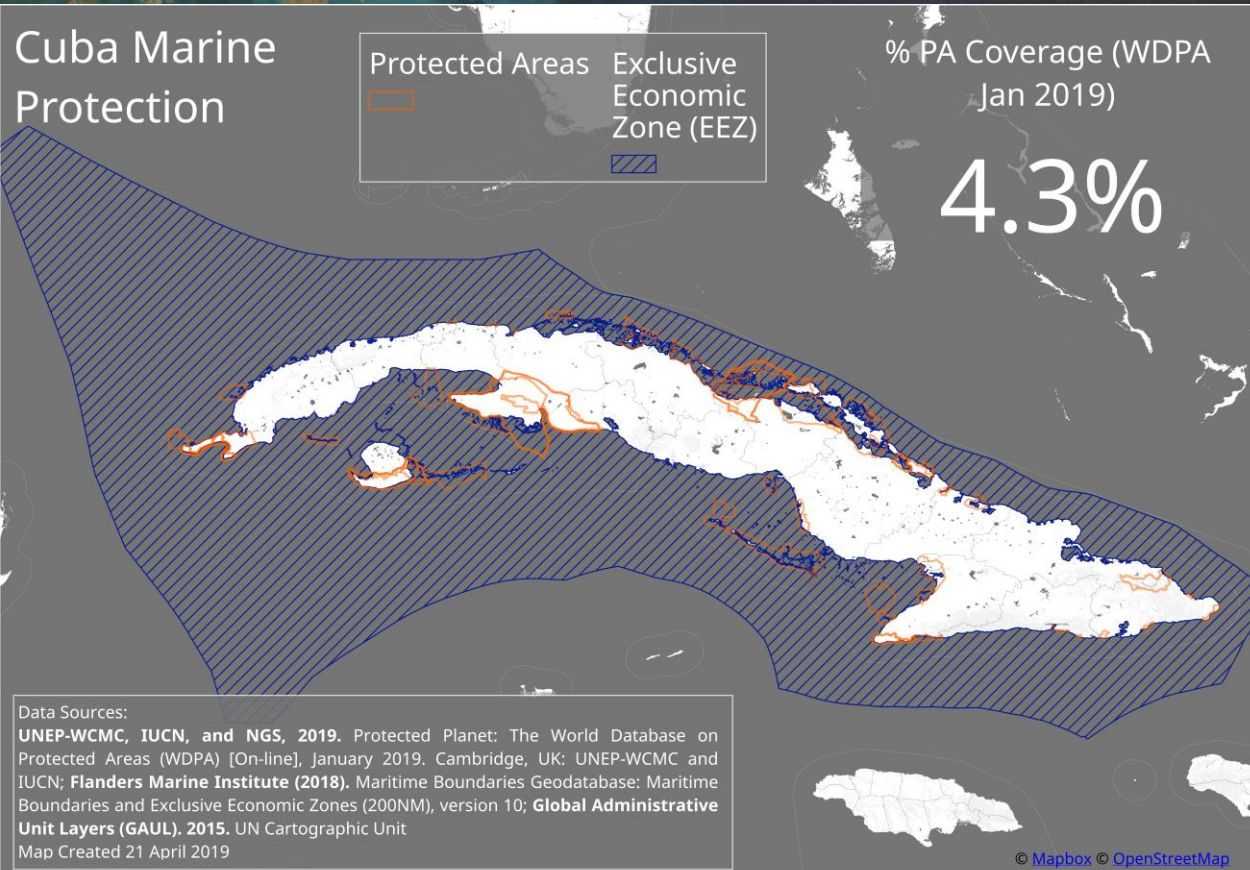 Cuba Marine
Protection
Protected Areas
Exclusive
Economic
Zone (EEZ)
% PA Coverage (WDPA
Jan 2019)
4.3%
Data Sources:
UNEP-WCMC, IUCN, and NGS, 2019. Protected Planet: The World Database on
Protected Areas (WDPA) [On-line], January 2019. Cambridge, UK: UNEP-WCMC and
IUCN; Flanders Marine Institute (2018). Maritime Boundaries Geodatabase: Maritime
Boundaries and Exclusive Economic Zones (200NM), version 10; Global Administrative
Unit Layers (GAUL). 2015. UN Cartographic Unit
Map Created 21 April 2019
© Mapbox © OpenStreetMap